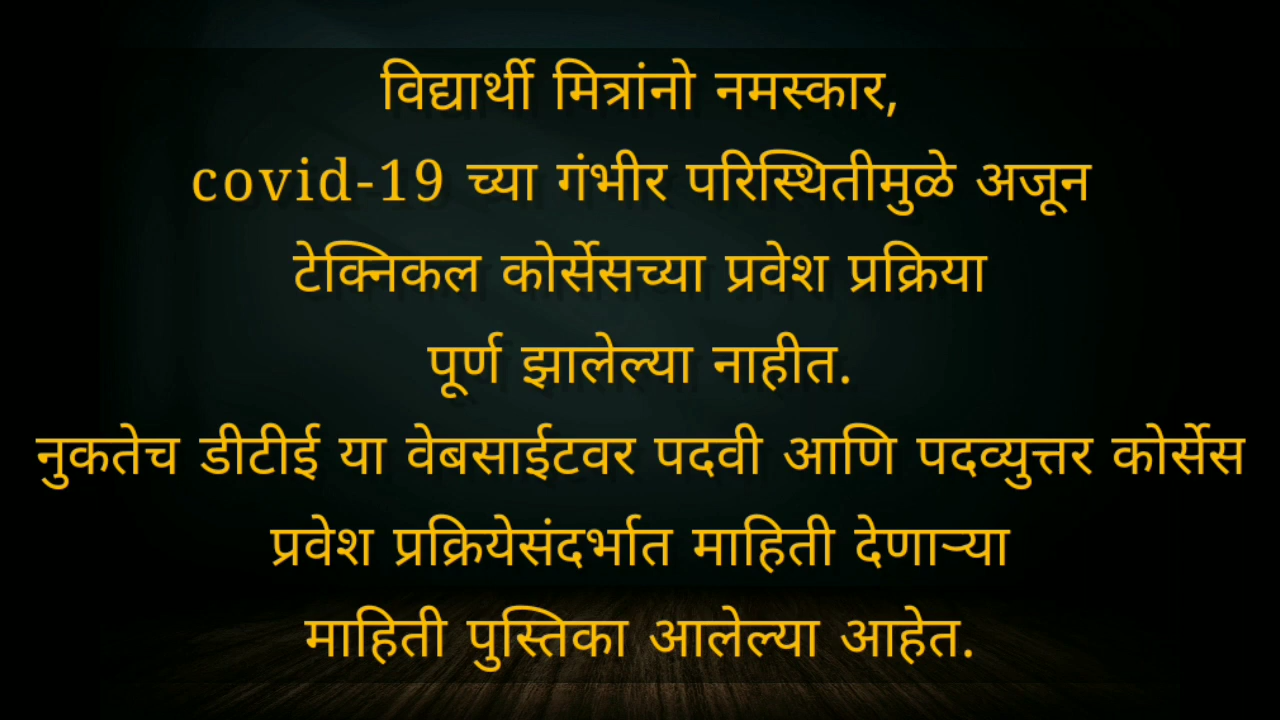 विद्यार्थी मित्रांनो नमस्कार,
covid-19 च्या गंभीर परिस्थितीमुळे अजून
टेक्निकल कोर्सेसच्या प्रवेश प्रक्रिया
पूर्ण झालेल्या नाहीत.
नुकतेच डीटीई या वेबसाईटवर पदवी आणि पदव्युत्तर कोर्सेस
प्रवेश प्रक्रियेसंदर्भात माहिती देणाऱ्या
माहिती पुस्तिका आलेल्या आहेत.